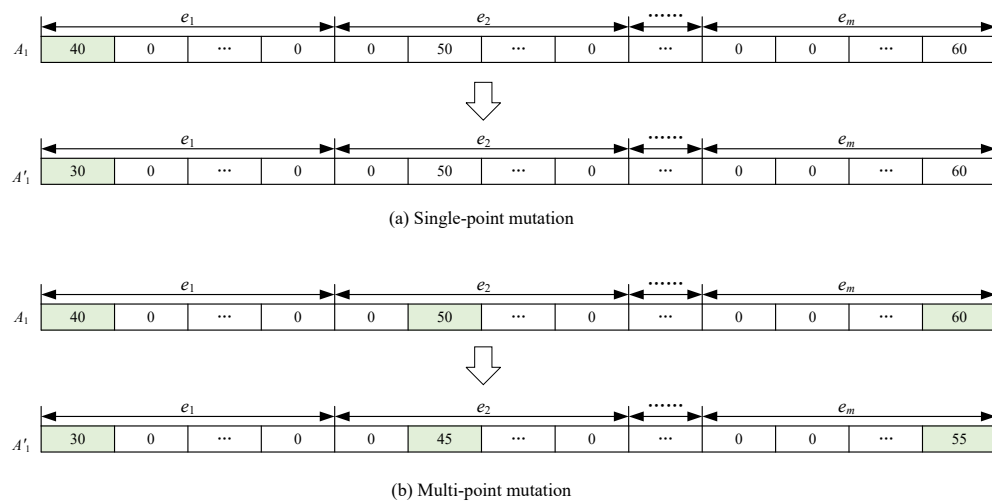 e1 e2 ...... em
A1 40 0 ... 0 0 50 ... 0 ... 0 0 ... 60
e1 e2 ...... em
A'1 30 0 ... 0 0 50 ... 0 ... 0 0 ... 60
(a) Single-point mutation
e1 e2 ...... em
A1 40 0 ... 0 0 50 ... 0 ... 0 0 ... 60
e1 e2 ...... em
A'1 30 0 ... 0 0 45 ... 0 ... 0 0 ... 55
(b) Multi-point mutation